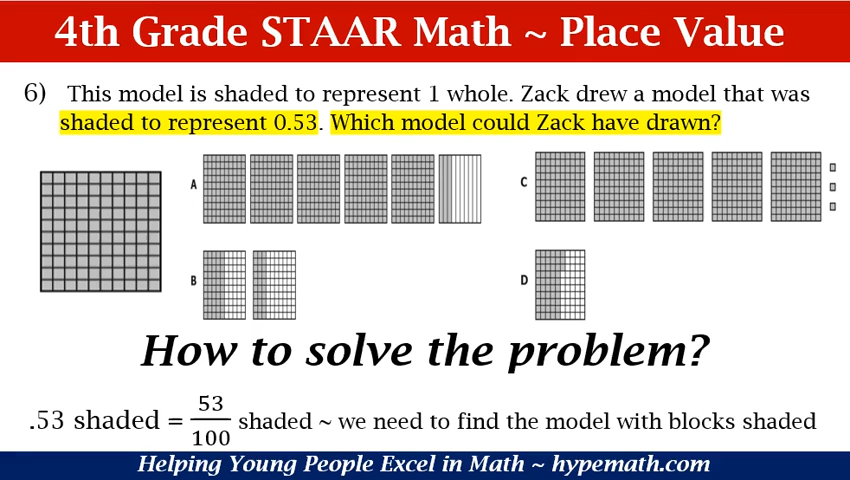 4th Grade STAAR Math ~ Place Value
6) This model is shaded to represent 1 whole. Zack drew a model that was
shaded to represent 0.53. Which model could Zack have drawn?
A
C
B
D
How to solve the problem?
.53 shaded = 53/100 shaded ~ we need to find the model with blocks shaded
Helping Young People Excel in Math ~ hypemath.com